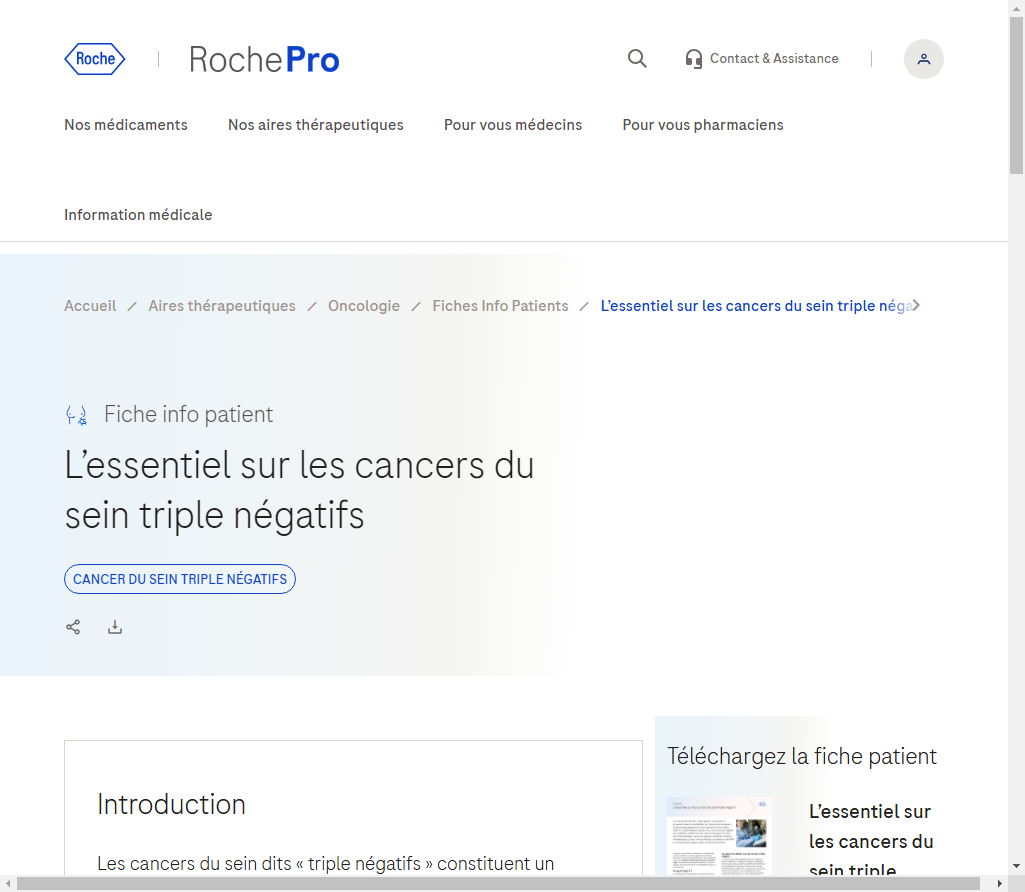 Roche
RochePro
Contact & Assistance
Nos médicaments
Nos aires thérapeutiques
Pour vous médecins
Pour vous pharmaciens
Information médicale
Accueil / Aires thérapeutiques / Oncologie / Fiches Info Patients / L’essentiel sur les cancers du sein triple néga
Fiche info patient
L’essentiel sur les cancers du
sein triple négatifs
CANCER DU SEIN TRIPLE NÉGATIFS
Introduction
Les cancers du sein dits « triple négatifs » constituent un
Téléchargez la fiche patient
L’essentiel sur
les cancers du
sein triple